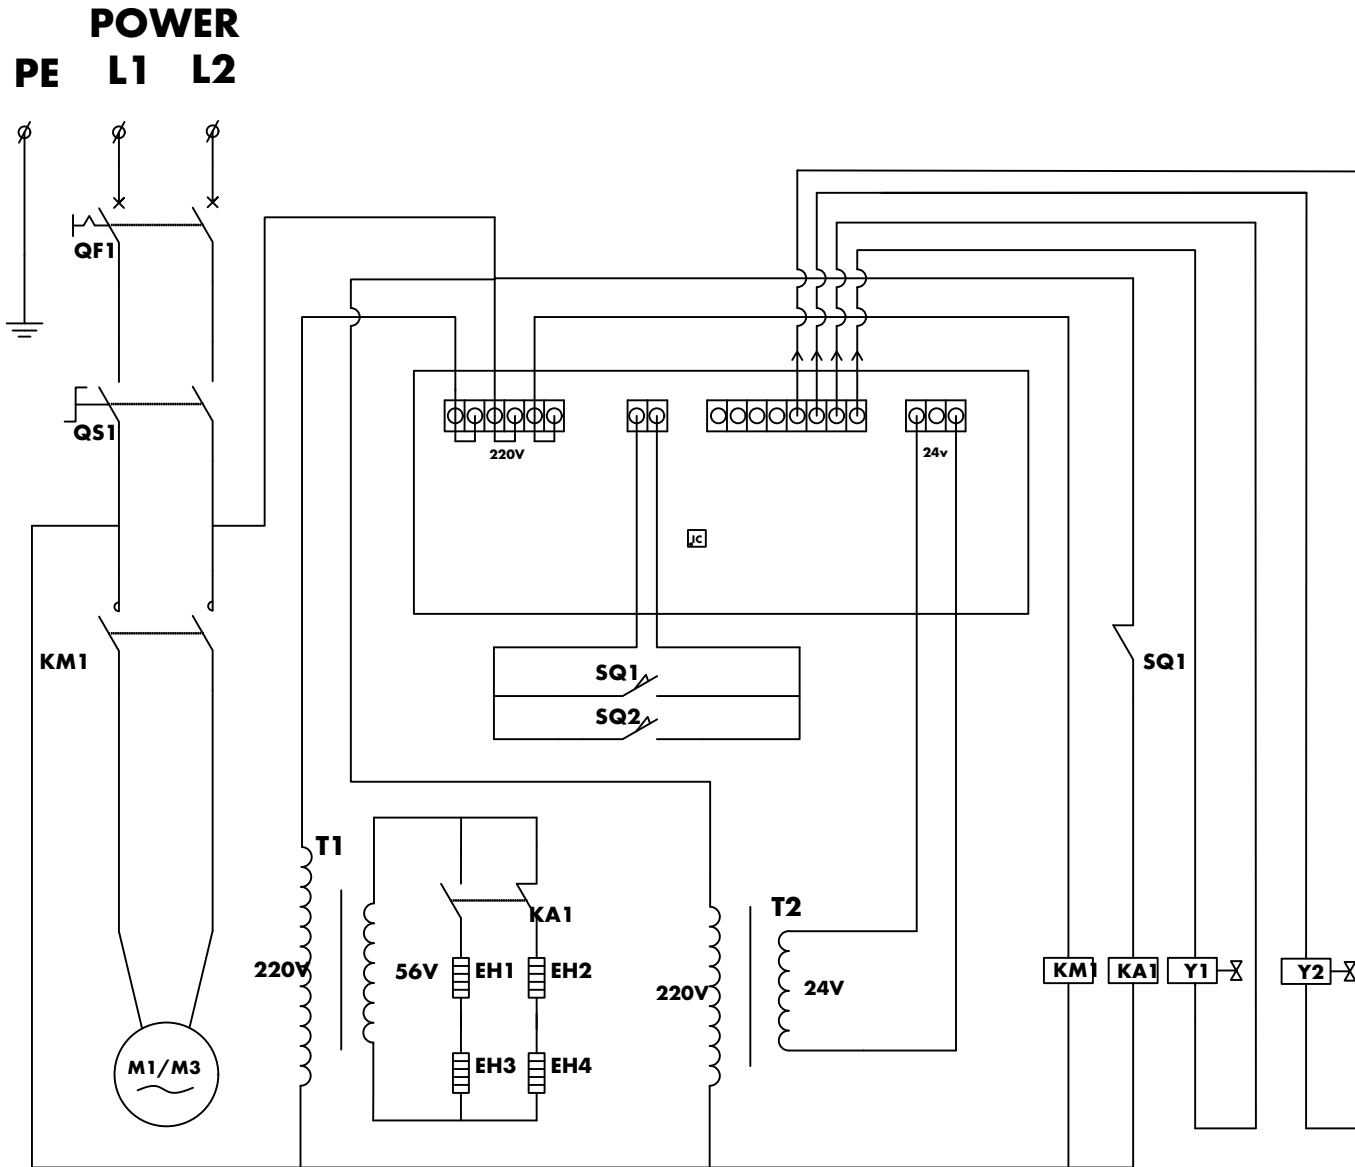 POWER
PE L1 L2
QF1
QS1
220V
24v
IC
KM1
SQ1
SQ1
SQ2
T1
KA1
T2
220V
56V
EH1
EH2
220V
24V
KM1
KA1
Y1
Y2
M1/M3
EH3
EH4